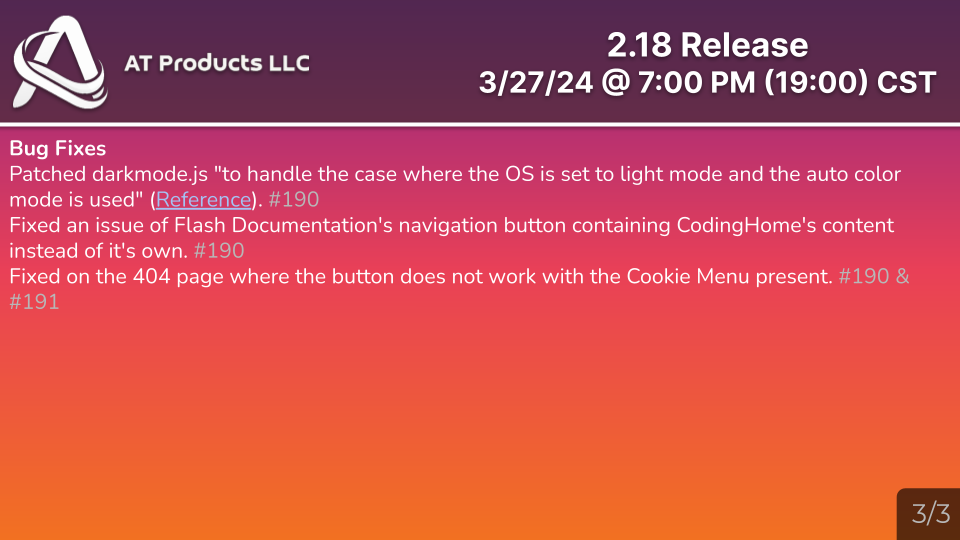 AT Products LLC
2.18 Release
3/27/24 @ 7:00 PM (19:00) CST
Bug Fixes
Patched darkmode.js "to handle the case where the OS is set to light mode and the auto color
mode is used" (Reference). #190
Fixed an issue of Flash Documentation's navigation button containing CodingHome's content
instead of it's own. #190
Fixed on the 404 page where the button does not work with the Cookie Menu present. #190 &
#191
3/3